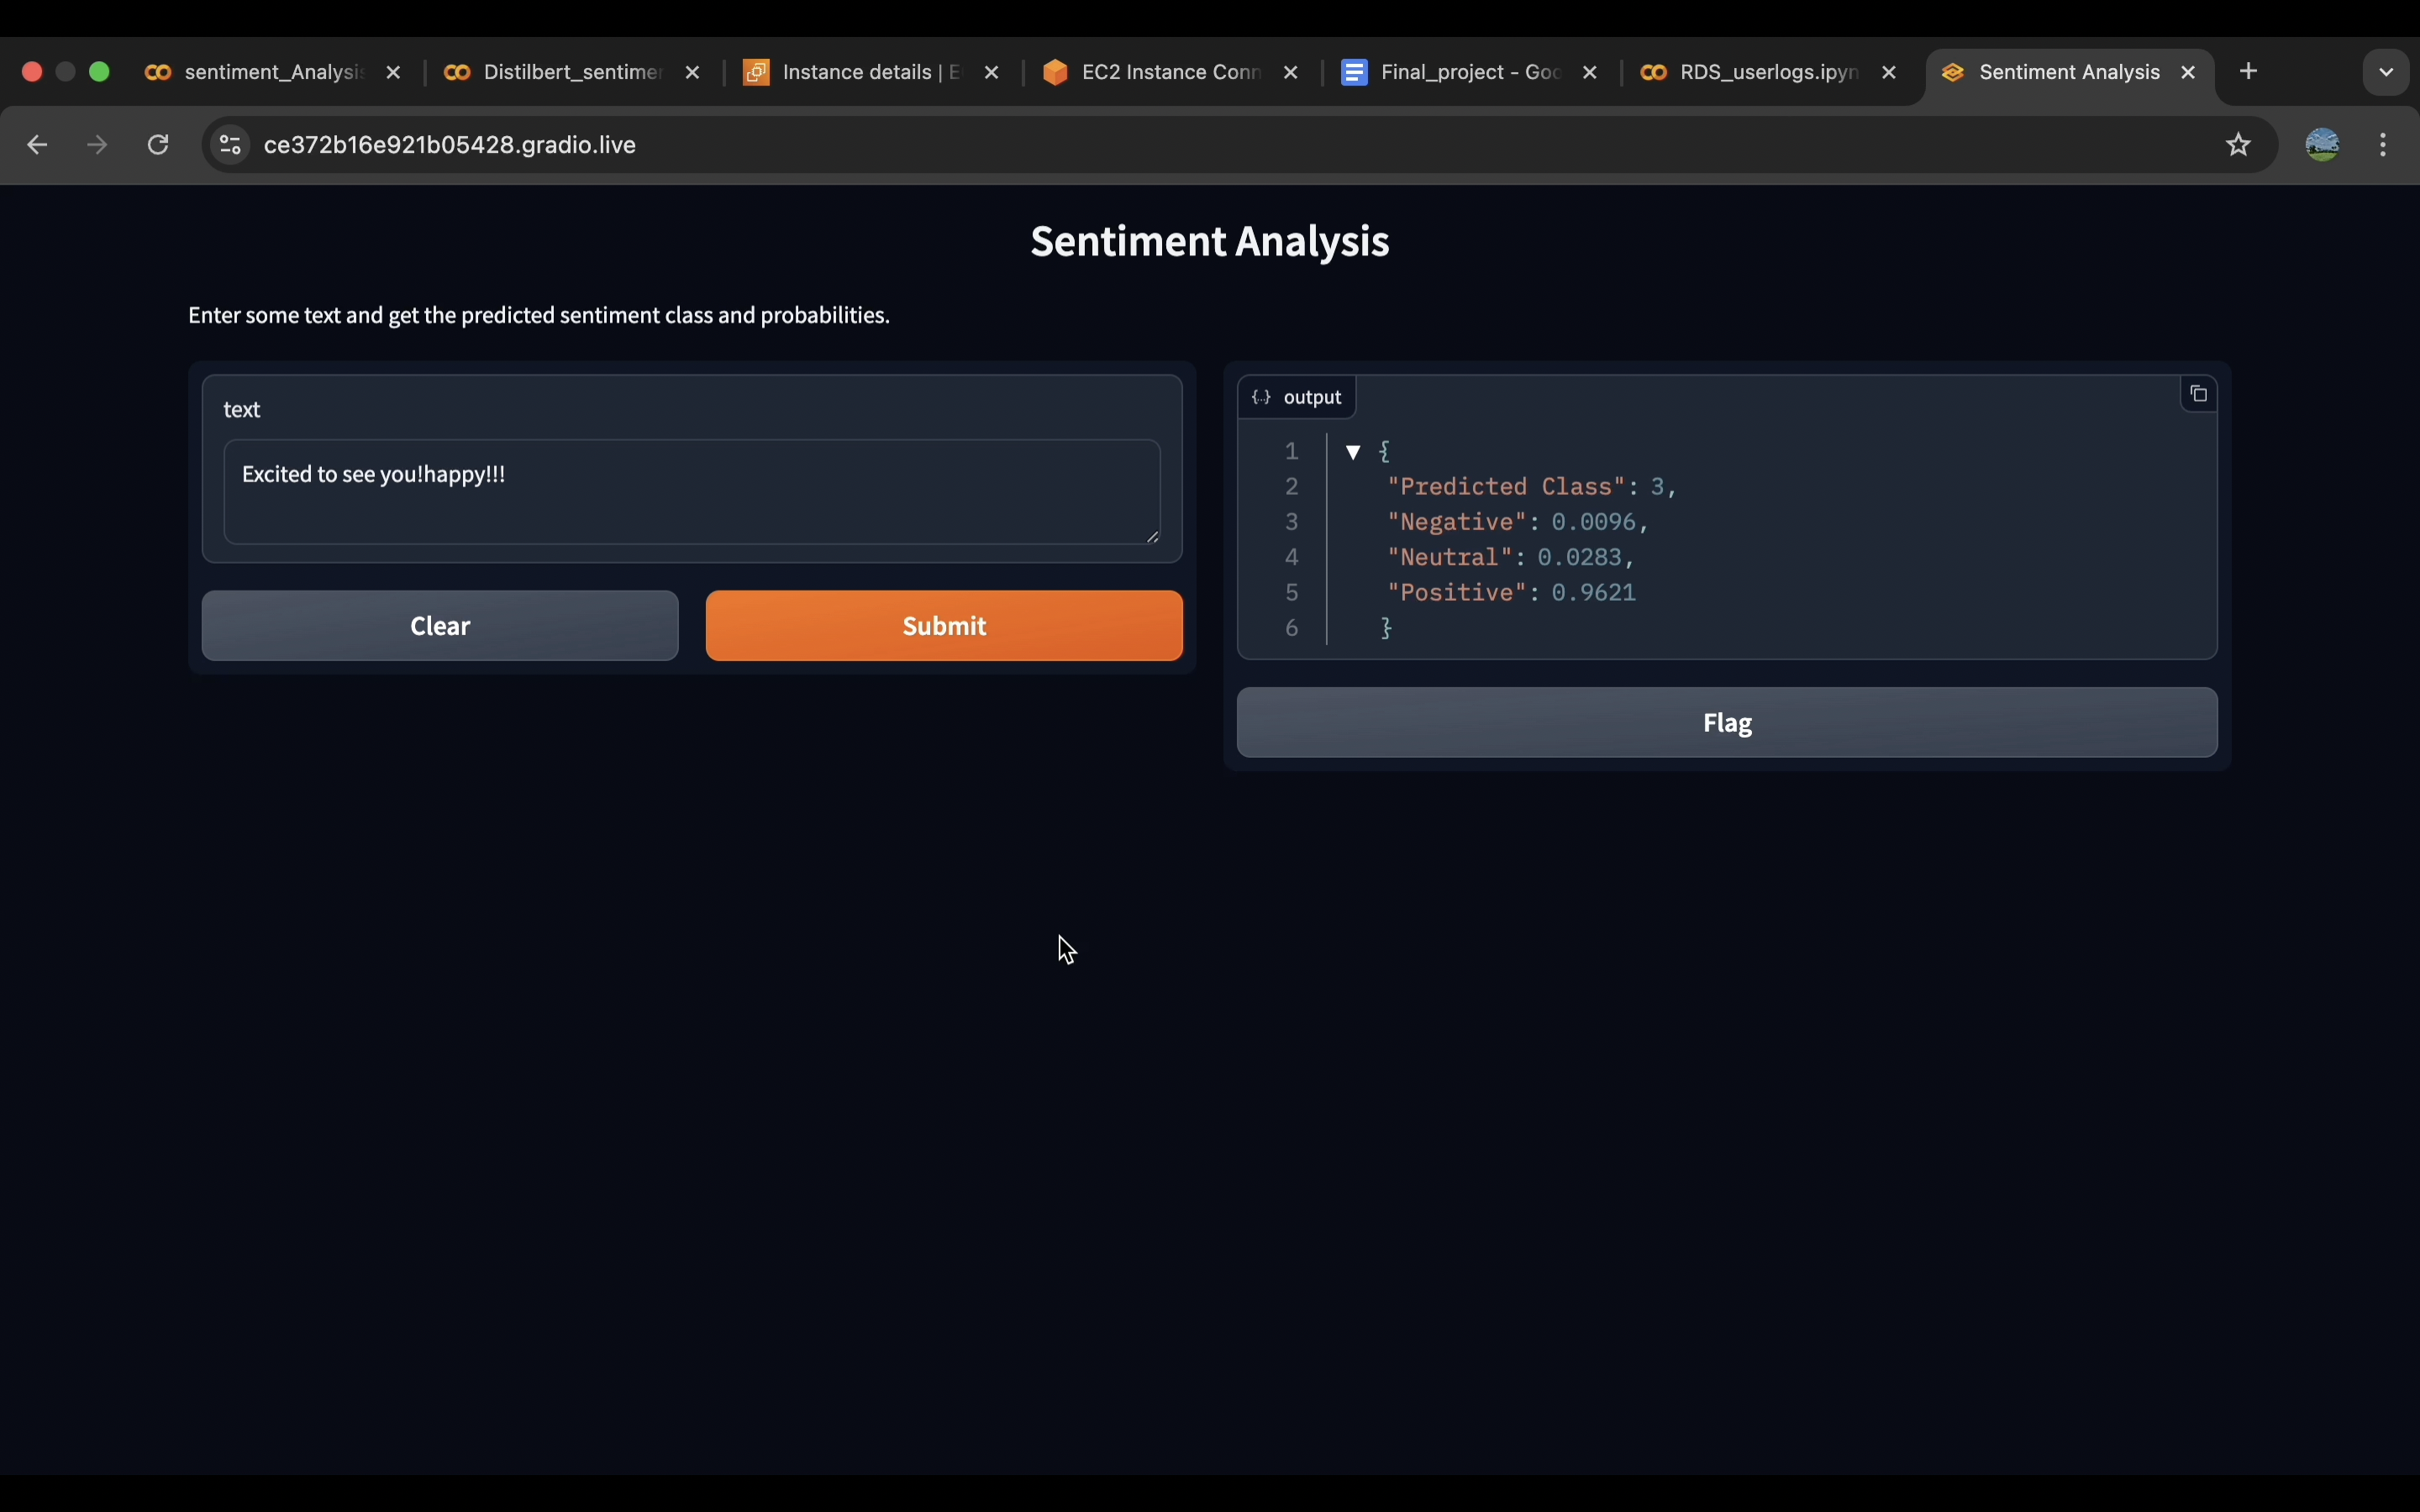 sentiment_Analysis
Distilbert_sentimen
Instance details | E
EC2 Instance Conn
Final_project - Goo
RDS_userlogs.ipyn
Sentiment Analysis
ce372b16e921b05428.gradio.live
Sentiment Analysis
Enter some text and get the predicted sentiment class and probabilities.
text
Excited to see you!happy!!!
Clear
Submit
{..} output
1 ▼ {
2 "Predicted Class": 3,
3 "Negative": 0.0096,
4 "Neutral": 0.0283,
5 "Positive": 0.9621
6 }
Flag